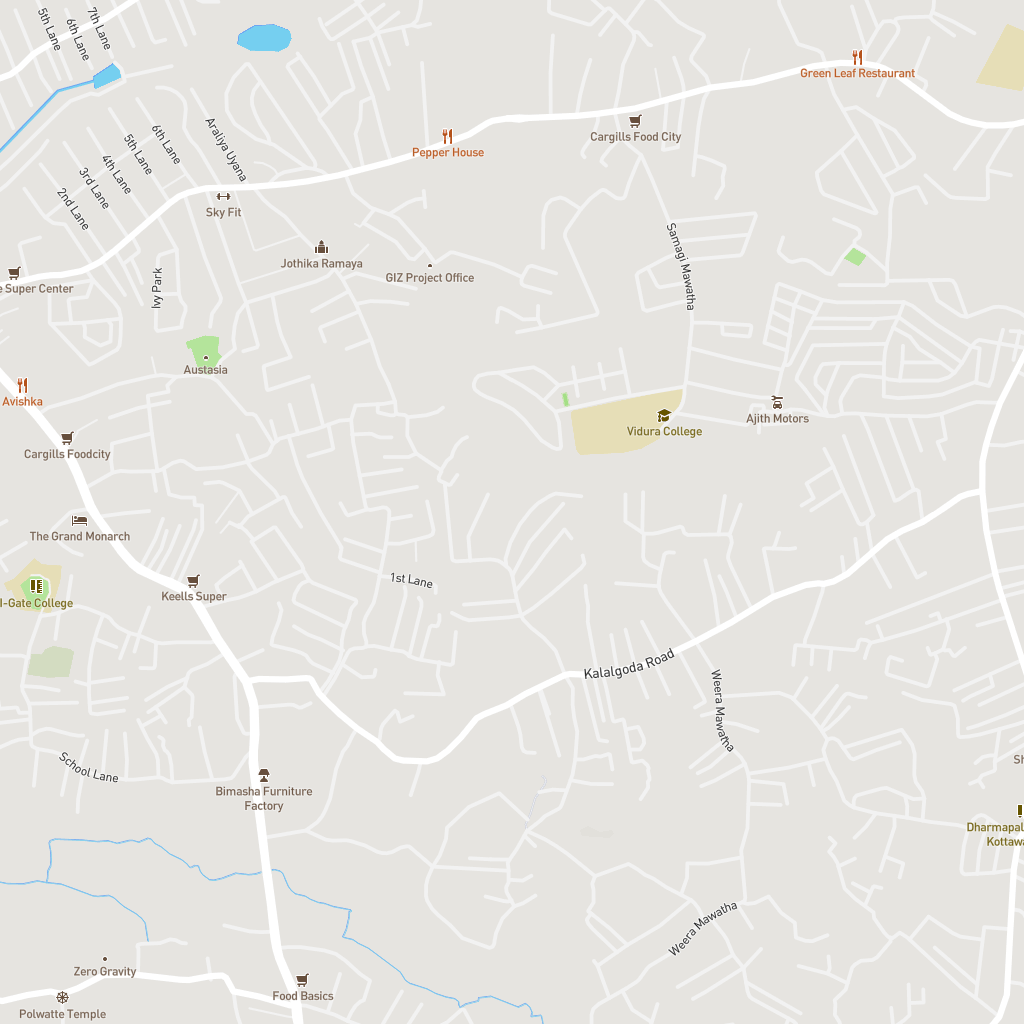 5th Lane
6th Lane
7th Lane
Green Leaf Restaurant
Cargills Food City
Pepper House
Araliya Uyana
6th Lane
5th Lane
4th Lane
3rd Lane
2nd Lane
Sky Fit
Jothika Ramaya
GIZ Project Office
Samagi Mawatha
e Super Center
Ivy Park
Austasia
Avishka
Vidura College
Ajith Motors
Cargills Foodcity
The Grand Monarch
1st Lane
Keells Super
I-Gate College
Kalalgoda Road
Weera Mawatha
School Lane
Sh
Bimasha Furniture
Factory
Dharmapal
Kottawa
Weera Mawatha
Zero Gravity
Food Basics
Polwatte Temple